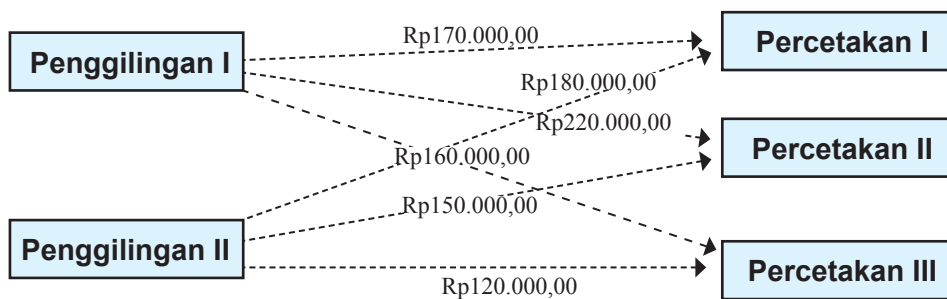 Rp170.000,00
Percetakan I
Penggilingan I
Rp180.000,00
Rp220.000,00
Percetakan II
Rp160.000,00
Rp150.000,00
Penggilingan II
Percetakan III
Rp120.000,00